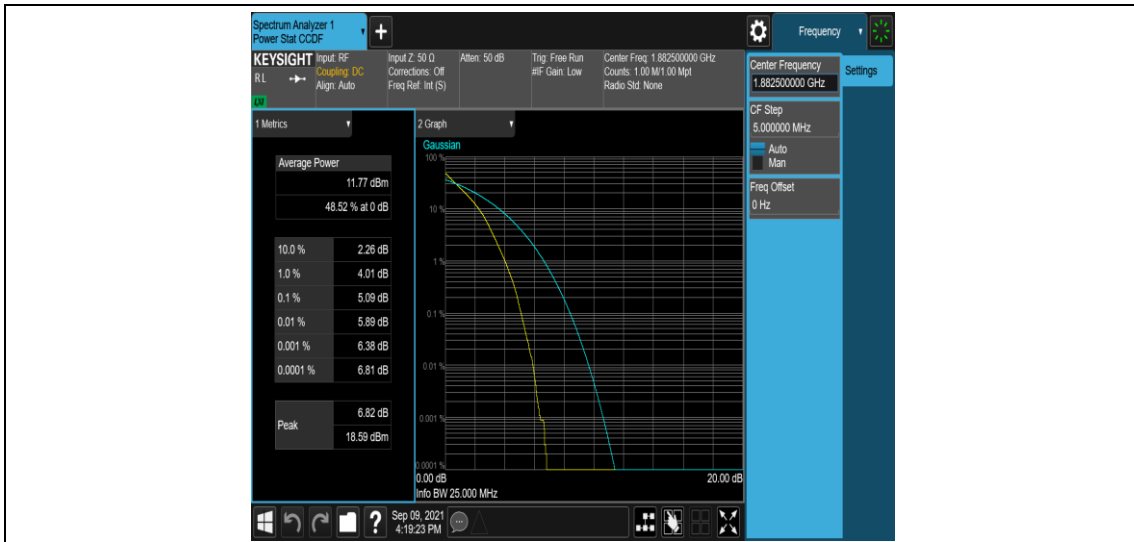 Spectrum Analyzer 1
Power Stat CCDF
+
Frequency
KEYSIGHT
RL
LXI
Input: RF
Coupling: DC
Align: Auto
Input Z: 50 Ω
Corrections: Off
Freq Ref: Int (S)
Atten: 50 dB
Trig: Free Run
#IF Gain: Low
Center Freq: 1.882500000 GHz
Counts: 1.00 M/1.00 Mpt
Radio Std: None
Center Frequency
1.882500000 GHz
Settings
CF Step
5.000000 MHz
Auto
Man
Freq Offset
0 Hz
1 Metrics
Average Power
11.77 dBm
48.52 % at 0 dB
10.0 % 2.26 dB
1.0 % 4.01 dB
0.1 % 5.09 dB
0.01 % 5.89 dB
0.001 % 6.38 dB
0.0001 % 6.81 dB
Peak 6.82 dB
18.59 dBm
2 Graph
Gaussian
100 %
10 %
1 %
0.1 %
0.01 %
0.001 %
0.0001 %
0.00 dB 20.00 dB
Info BW 25.000 MHz
?
Sep 09, 2021
4:19:23 PM